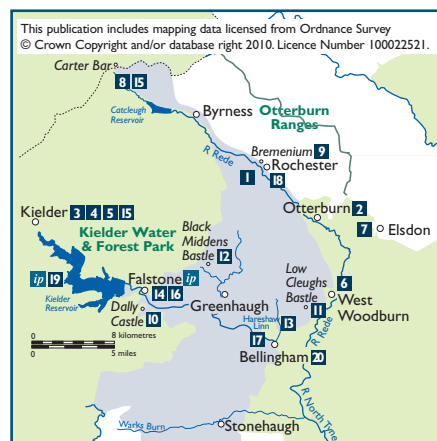 This publication includes mapping data licensed from Ordnance Survey
© Crown Copyright and/or database right 2010. Licence Number 100022521.
Carter Bar
8 15
Catcleugh
Reservoir
Byrness
Otterburn
Ranges
R Rede
Bremenium 9
Rochester
1
18
Otterburn 2
7
Elsdon
Kielder 3 4 5 15
Kielder Water
& Forest Park
Black
Middens
Bastle 12
ip 19
Kielder
Reservoir
Falstone ip
14 16
Dally
Castle 10
Greenhaugh
Low
Cleughs
Bastle 11
6
West
Woodburn
R Rede
Hareshaw
Linn
13
17
Bellingham 20
0 8 kilometres
0 5 miles
R North Tyne
Warks Burn
Stonehaugh